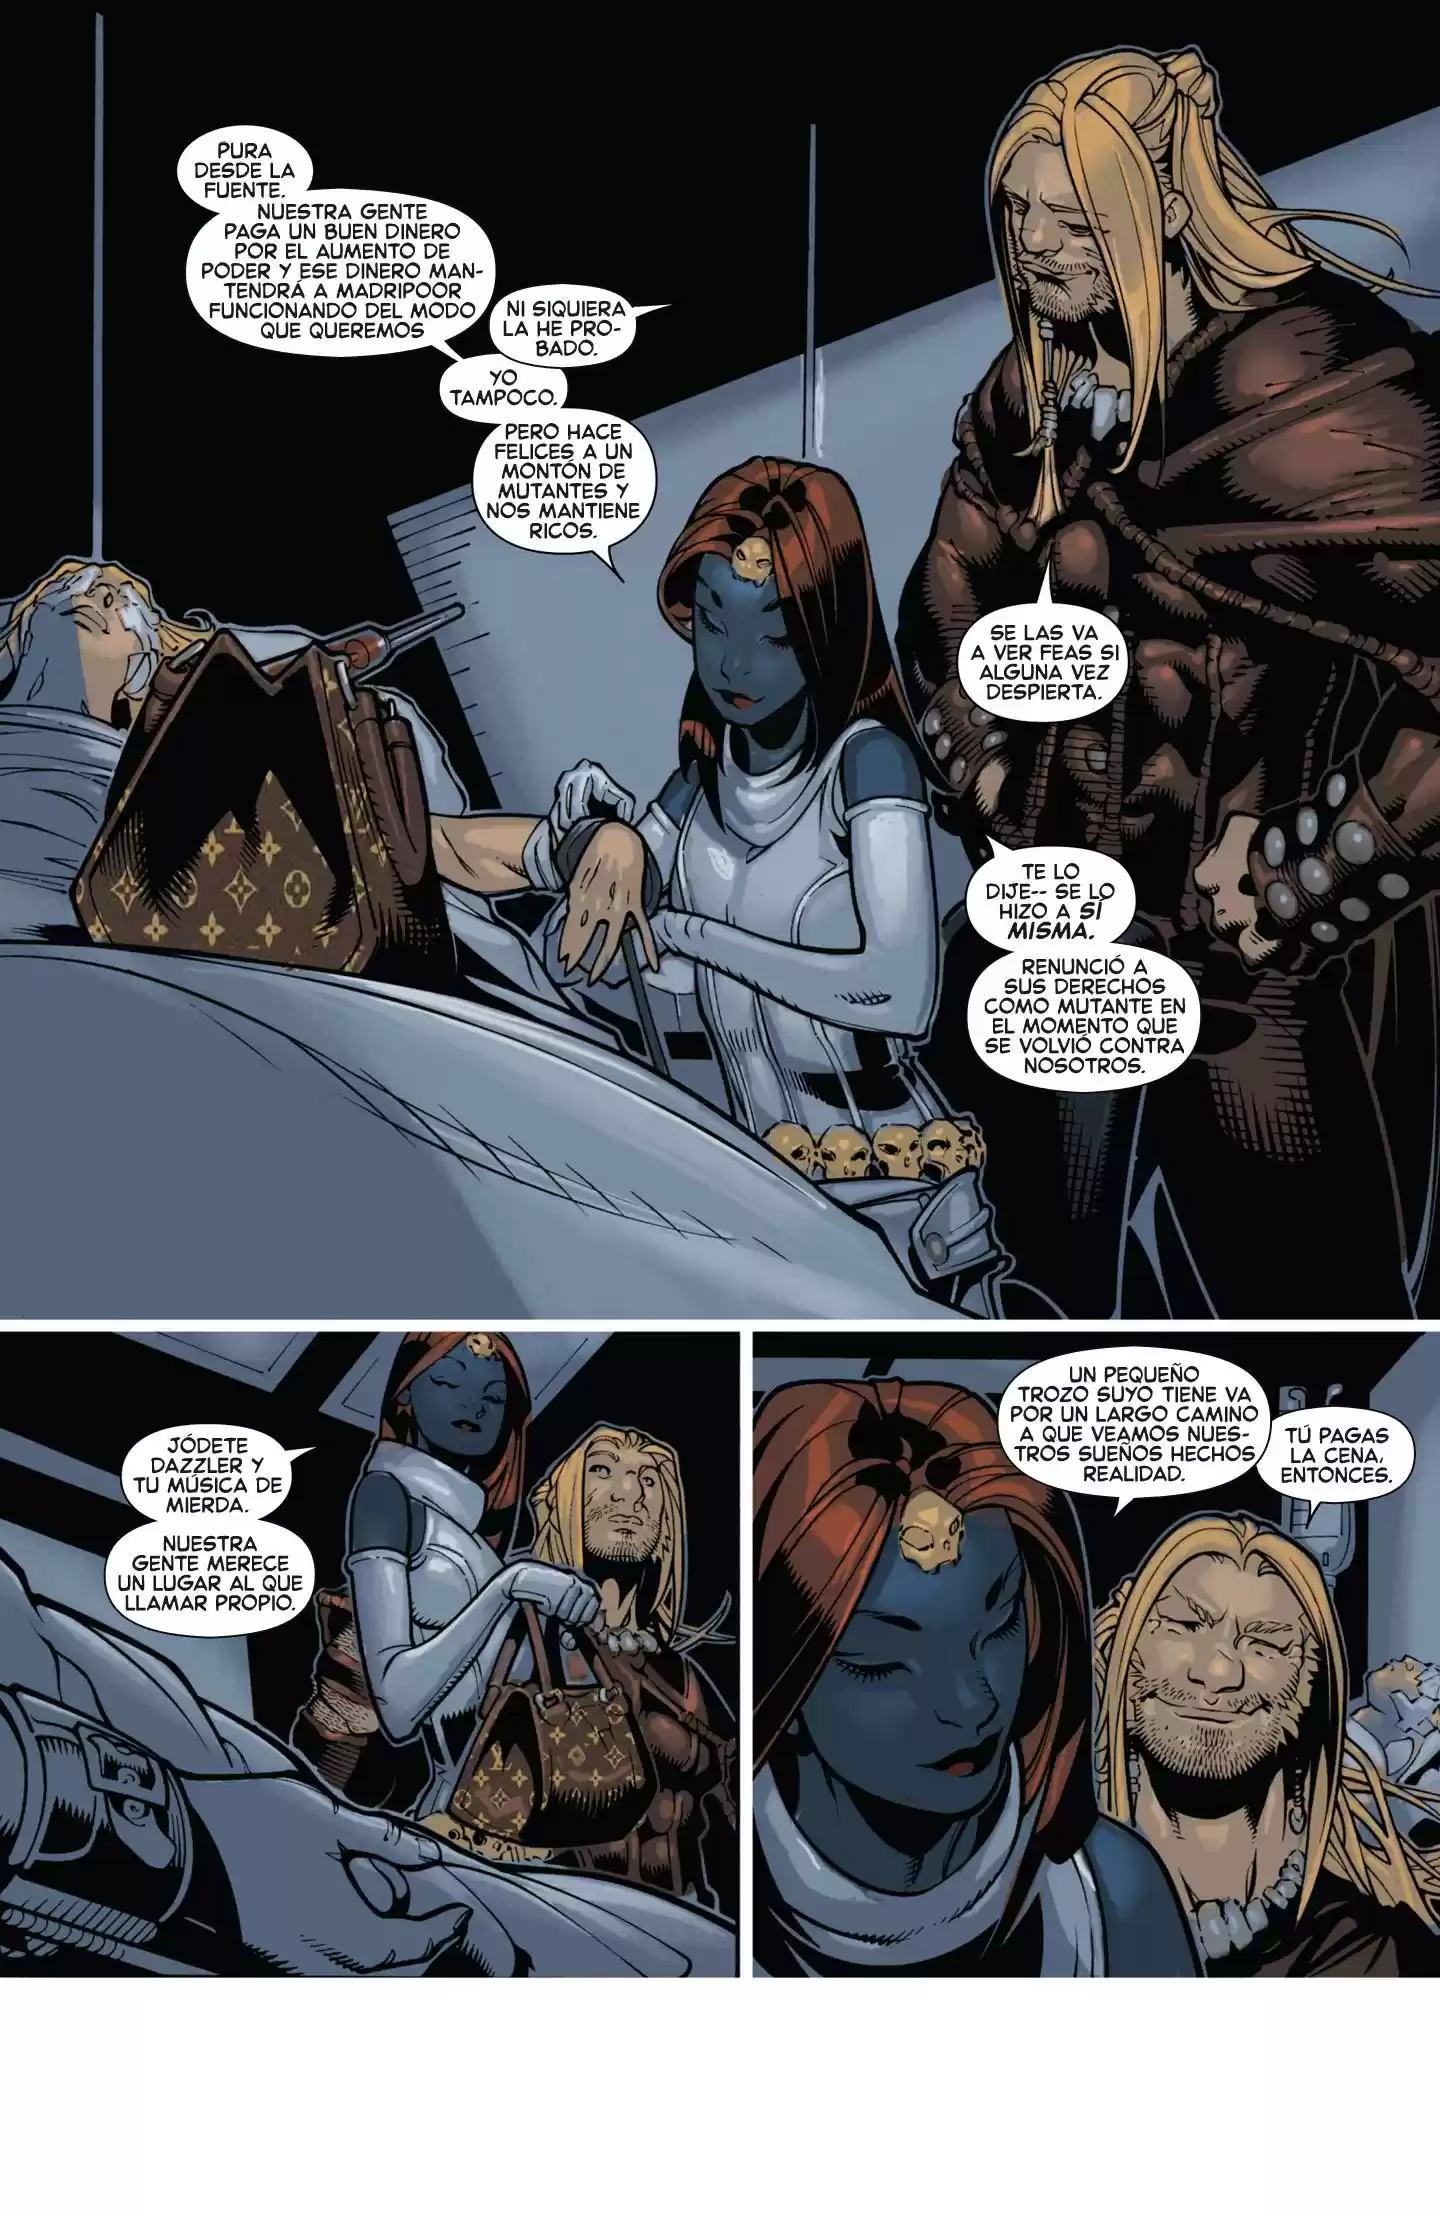 PURA
DESDE LA
FUENTE.
NUESTRA GENTE
PAGA UN BUEN DINERO
POR EL AUMENTO DE
PODER Y ESE DINERO MAN-
TENDRÁ A MADRIPOOR
FUNCIONANDO DEL MODO
QUE QUEREMOS
NI SIQUIERA
LA HE PRO-
BADO.
YO
TAMPOCO.
PERO HACE
FELICES A UN
MONTÓN DE
MUTANTES Y
NOS MANTIENE
RICOS.
SE LAS VA
A VER FEAS SI
ALGUNA VEZ
DESPIERTA.
TE LO
DIJE-- SE LO
HIZO A SÍ
MISMA.
RENUNCIÓ A
SUS DERECHOS
COMO MUTANTE EN
EL MOMENTO QUE
SE VOLVIÓ CONTRA
NOSOTROS.
JÓDETE
DAZZLER Y
TU MÚSICA DE
MIERDA.
NUESTRA
GENTE MERECE
UN LUGAR AL QUE
LLAMAR PROPIO.
UN PEQUEÑO
TROZO SUYO TIENE VA
POR UN LARGO CAMINO
A QUE VEAMOS NUES-
TROS SUEÑOS HECHOS
REALIDAD.
TÚ PAGAS
LA CENA,
ENTONCES.